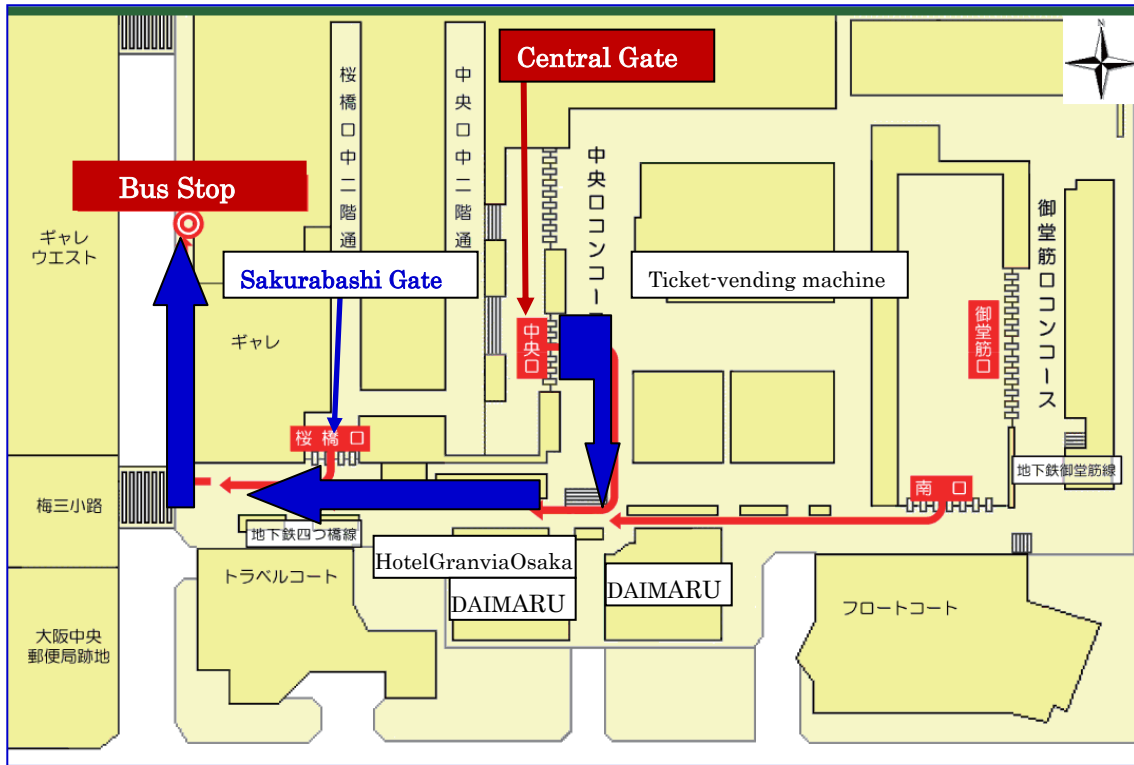 N
Central Gate
桜橋口中二階通
中央口中二階通
中央口コンコー
Bus Stop
ギャレ
ウエスト
Sakurabashi Gate
Ticket-vending machine
御堂筋口コンコース
ギャレ
中央口
御堂筋口
桜橋口
地下鉄御堂筋線
南口
梅三小路
地下鉄四つ橋線
HotelGranviaOsaka
トラベルコート
DAIMARU
DAIMARU
フロートコート
大阪中央
郵便局跡地